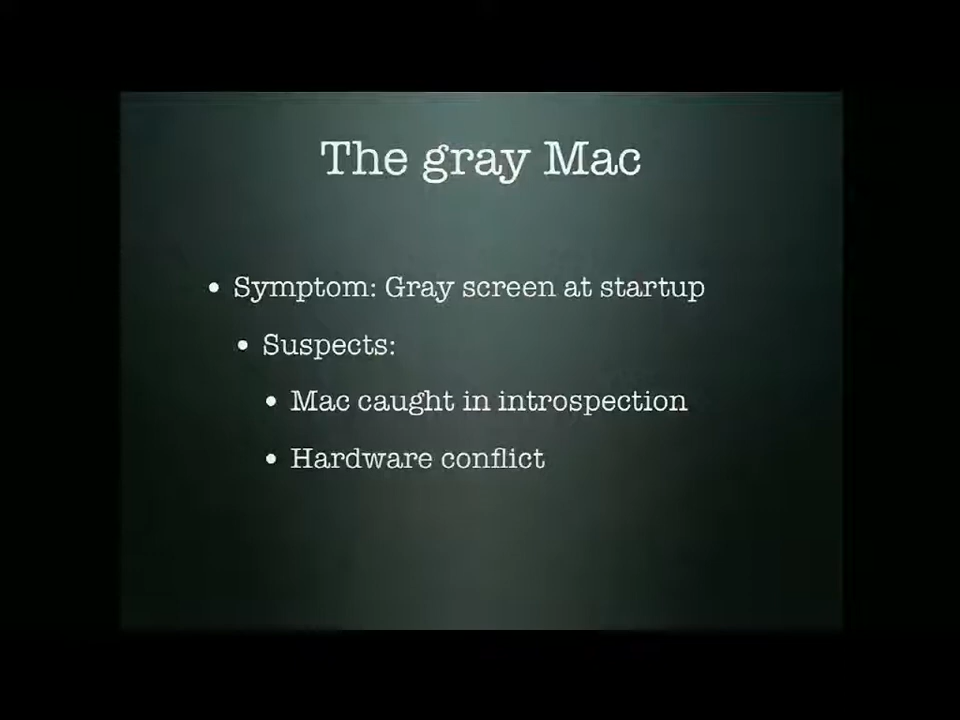 The gray Mac
• Symptom: Gray screen at startup
• Suspects:
• Mac caught in introspection
• Hardware conflict